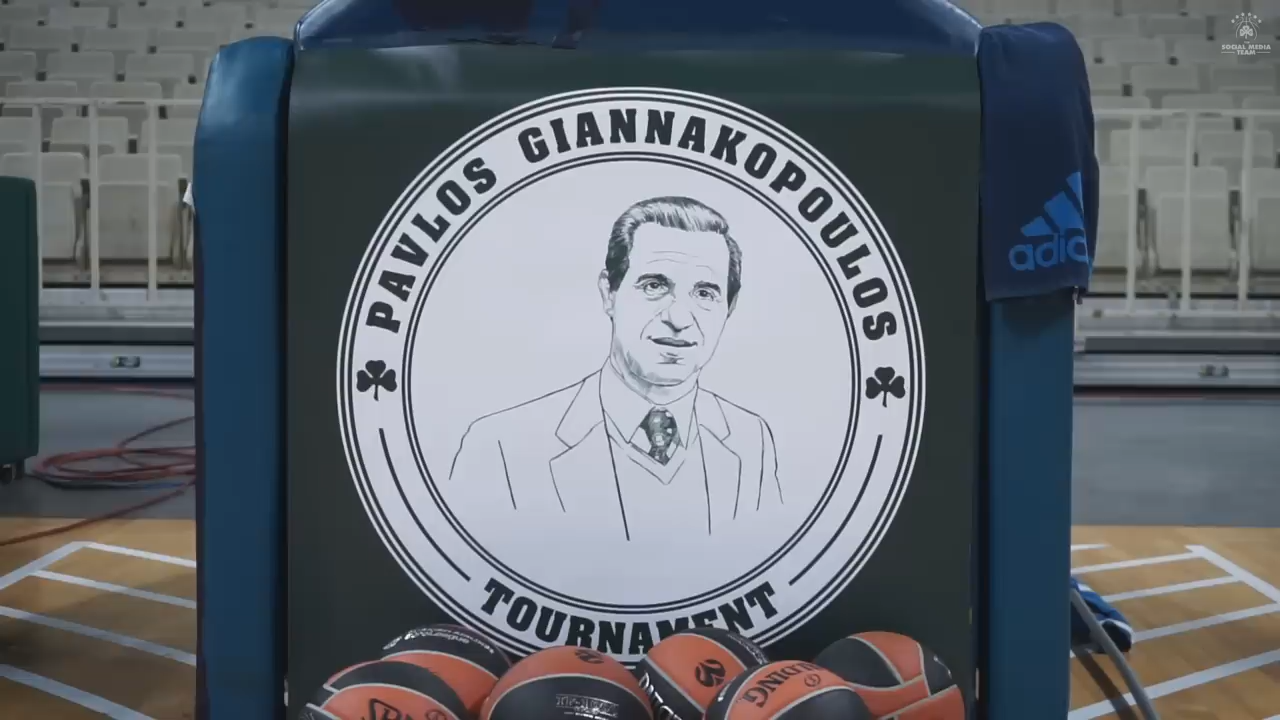 SOCIAL MEDIA
TEAM
PAVLOS GIANNAKOPOULOS
TOURNAMENT
adidas